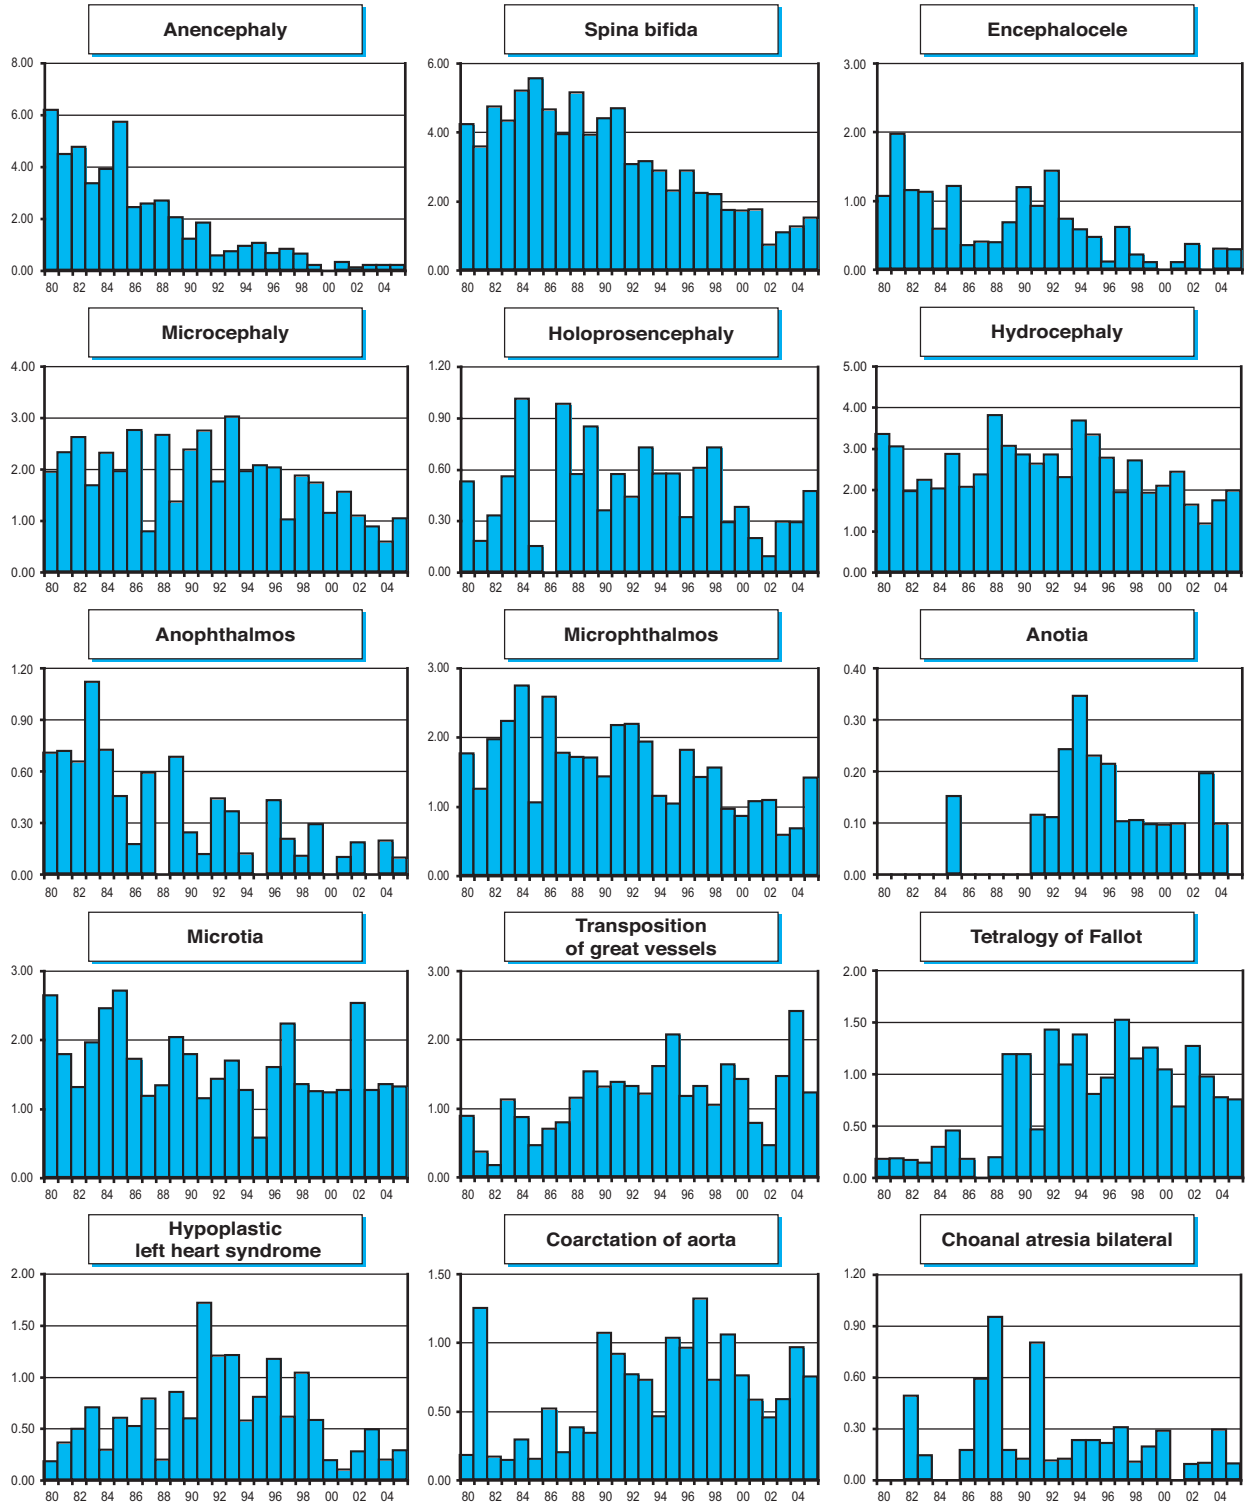 Anencephaly
8.00
6.00
4.00
2.00
0.00
80 82 84 86 88 90 92 94 96 98 00 02 04
Spina bifida
6.00
4.00
2.00
0.00
80 82 84 86 88 90 92 94 96 98 00 02 04
Encephalocele
3.00
2.00
1.00
0.00
80 82 84 86 88 90 92 94 96 98 00 02 04
Microcephaly
4.00
3.00
2.00
1.00
0.00
80 82 84 86 88 90 92 94 96 98 00 02 04
Holoprosencephaly
1.20
0.90
0.60
0.30
0.00
80 82 84 86 88 90 92 94 96 98 00 02 04
Hydrocephaly
5.00
4.00
3.00
2.00
1.00
0.00
80 82 84 86 88 90 92 94 96 98 00 02 04
Anophthalmos
1.20
0.90
0.60
0.30
0.00
80 82 84 86 88 90 92 94 96 98 00 02 04
Microphthalmos
3.00
2.00
1.00
0.00
80 82 84 86 88 90 92 94 96 98 00 02 04
Anotia
0.40
0.30
0.20
0.10
0.00
80 82 84 86 88 90 92 94 96 98 00 02 04
Microtia
3.00
2.00
1.00
0.00
80 82 84 86 88 90 92 94 96 98 00 02 04
Transposition
of great vessels
3.00
2.00
1.00
0.00
80 82 84 86 88 90 92 94 96 98 00 02 04
Tetralogy of Fallot
2.00
1.50
1.00
0.50
0.00
80 82 84 86 88 90 92 94 96 98 00 02 04
Hypoplastic
left heart syndrome
2.00
1.50
1.00
0.50
0.00
80 82 84 86 88 90 92 94 96 98 00 02 04
Coarctation of aorta
1.50
1.00
0.50
0.00
80 82 84 86 88 90 92 94 96 98 00 02 04
Choanal atresia bilateral
1.20
0.90
0.60
0.30
0.00
80 82 84 86 88 90 92 94 96 98 00 02 04